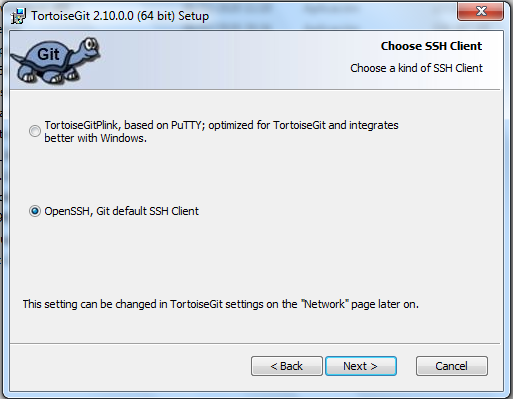 TortoiseGit 2.10.0.0 (64 bit) Setup
Git
Choose SSH Client
Choose a kind of SSH Client
TortoiseGitPlink, based on PuTTY; optimized for TortoiseGit and integrates
better with Windows.
OpenSSH, Git default SSH Client
This setting can be changed in TortoiseGit settings on the "Network" page later on.
< Back
Next >
Cancel